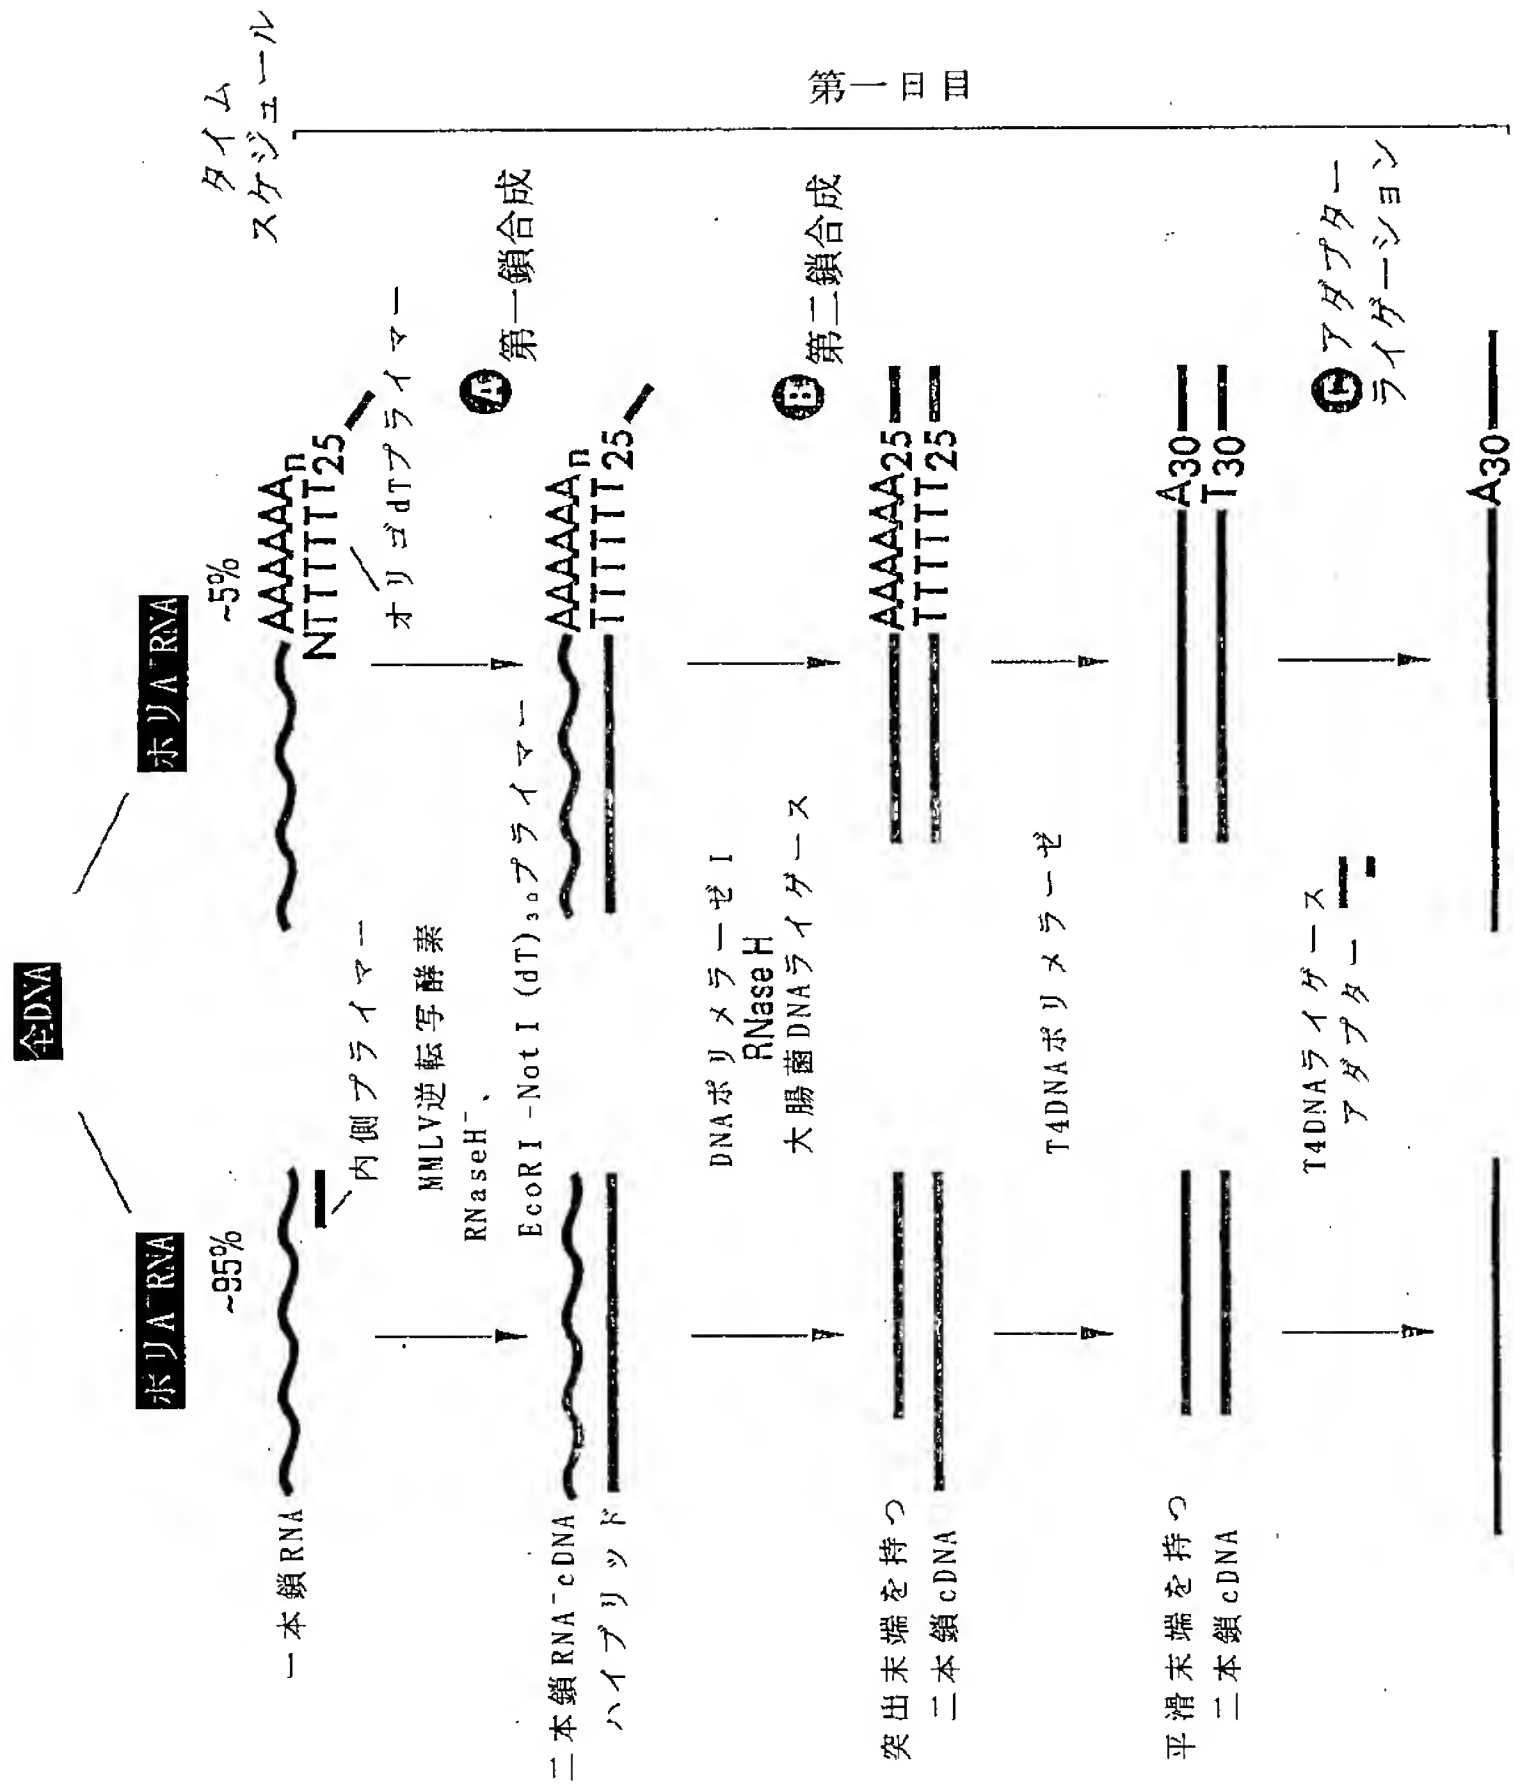 全DNA
ポリA⁻RNA
ポリA⁻RNA
タイム
スケジュール
~95%
~5%
一本鎖RNA
AAAAAAn
NTTTTTT25
内側プライマー
オリゴdTプライマー
MMLV逆転写酵素
RNaseH⁻、
EcoRI-NotI(dT)₃₀プライマー
A 第一鎖合成
二本鎖RNA⁻cDNA
ハイブリッド
AAAAAAn
TTTTTT25
第一日目
DNAポリメラーゼI
RNaseH
大腸菌DNAライゲース
B 第二鎖合成
突出末端を持つ
二本鎖cDNA
AAAAAA25
TTTTTT25
T4DNAポリメラーゼ
平滑末端を持つ
二本鎖cDNA
A30
T30
T4DNAライゲース
アダプター
アダプター
ライゲーション
A30